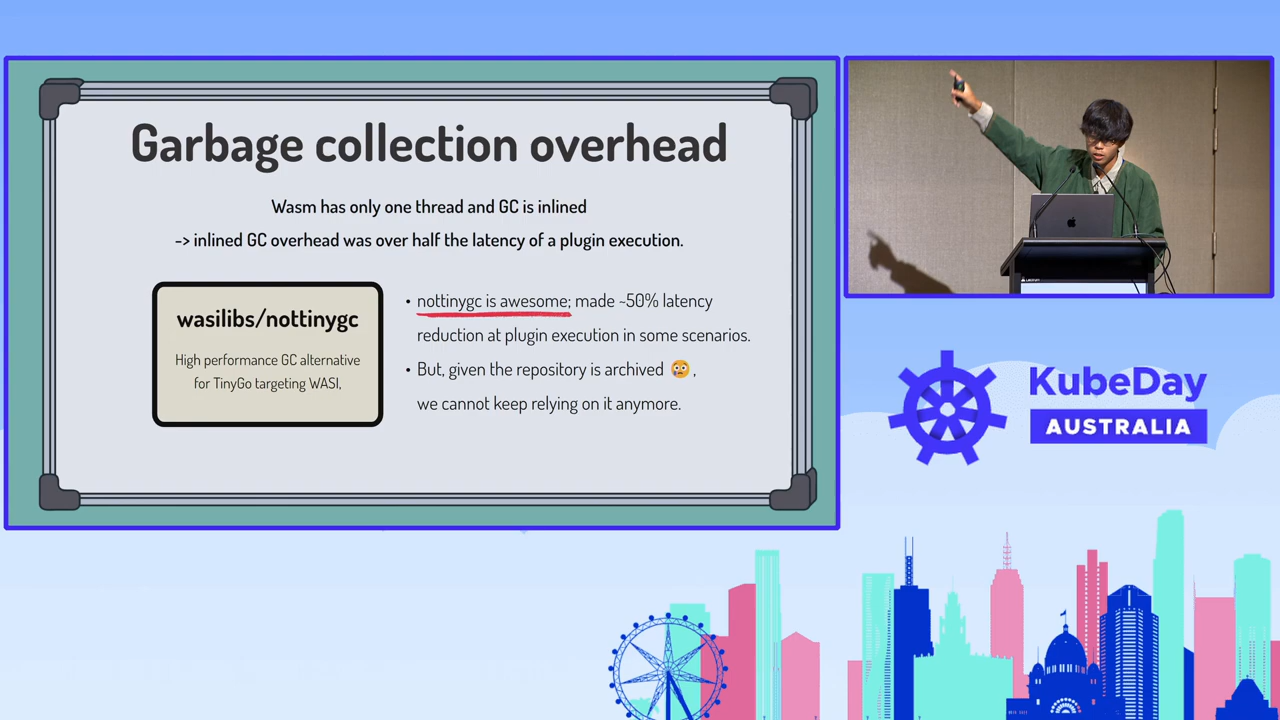 Garbage collection overhead
Wasm has only one thread and GC is inlined
-> inlined GC overhead was over half the latency of a plugin execution.
wasilibs/nottinygc
High performance GC alternative
for TinyGo targeting WASI,
• nottinygc is awesome; made ~50% latency
reduction at plugin execution in some scenarios.
• But, given the repository is archived 😢,
we cannot keep relying on it anymore.
KubeDay
AUSTRALIA